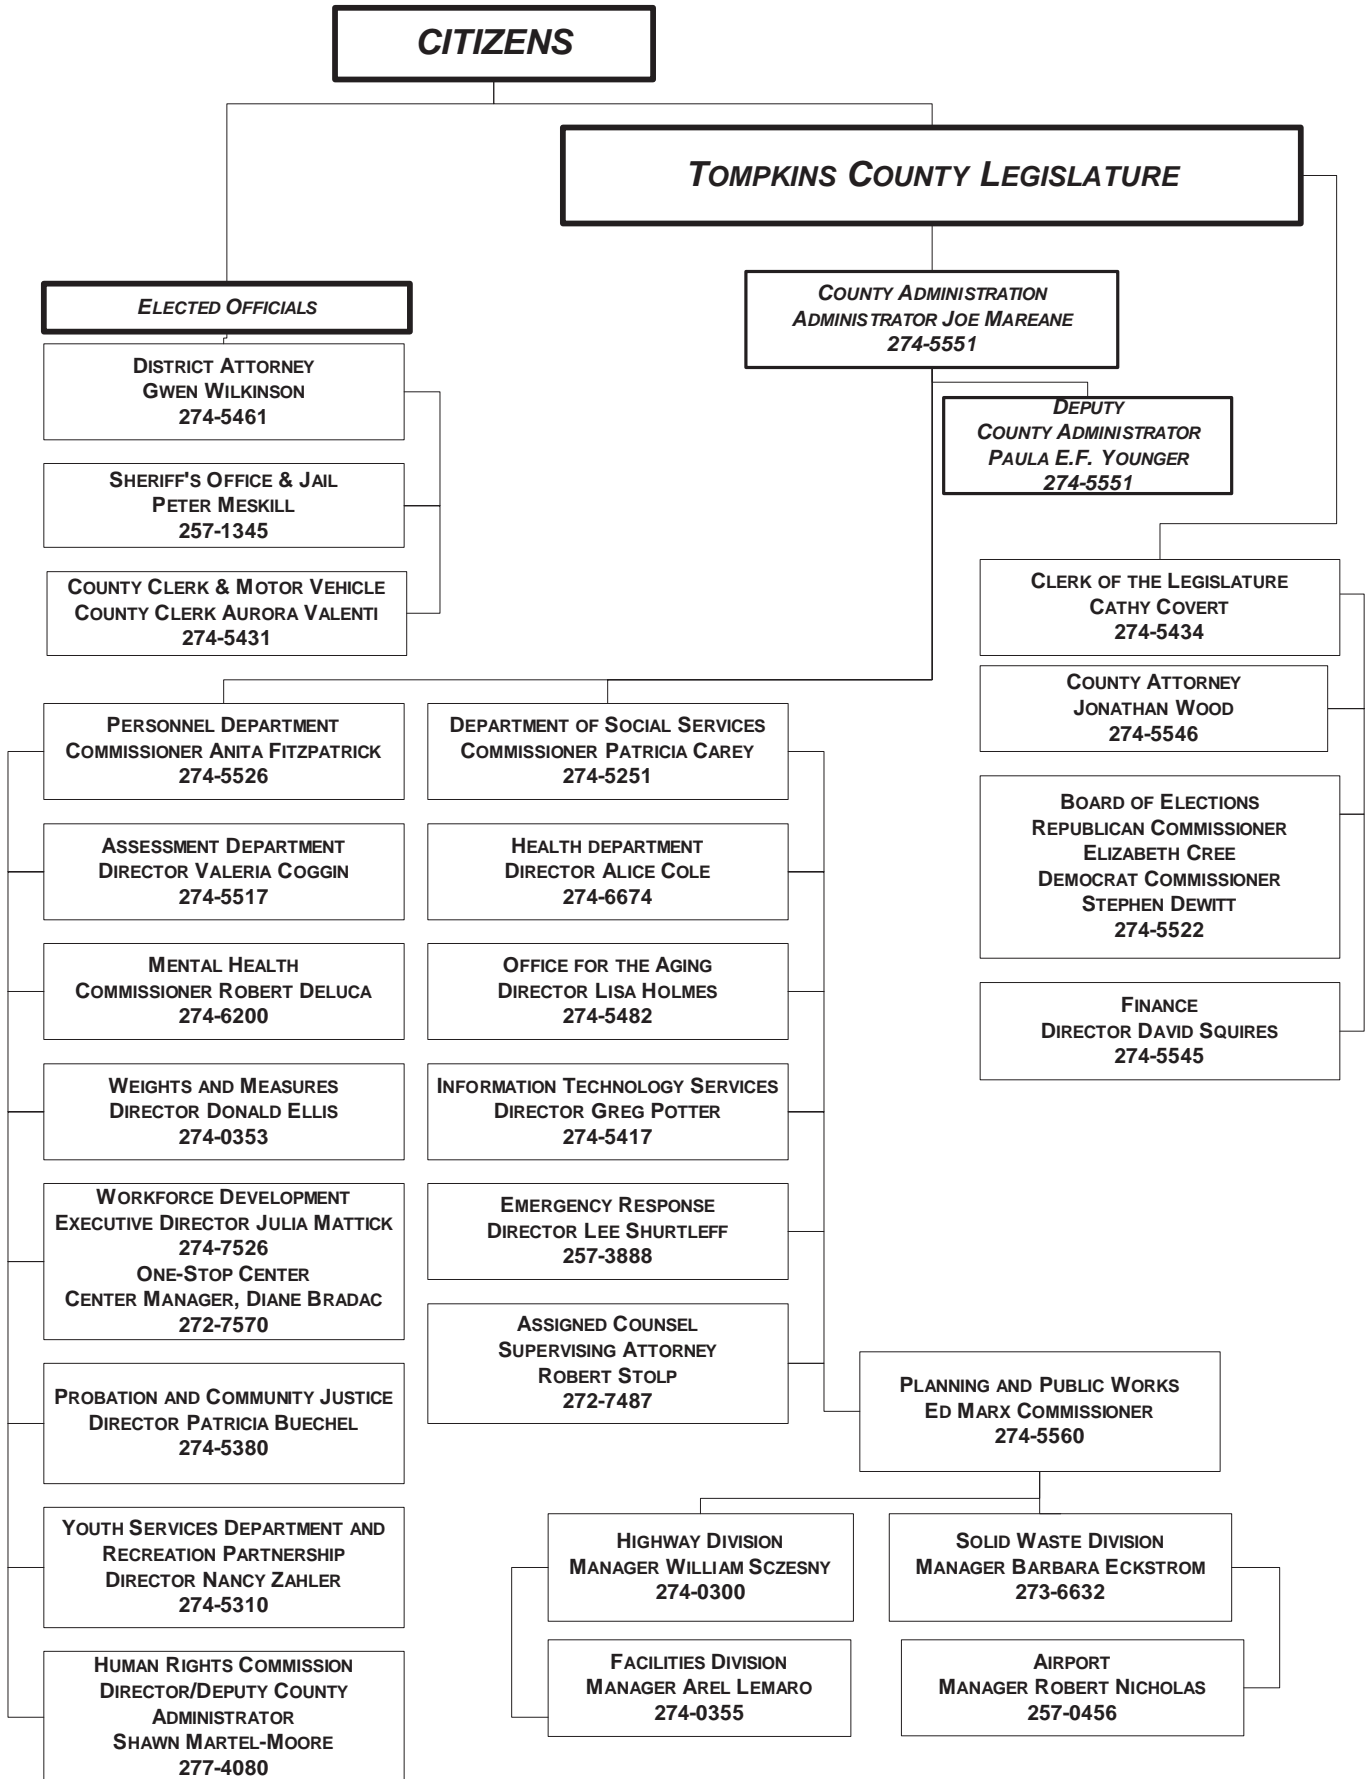 CITIZENS
TOMPKINS COUNTY LEGISLATURE
ELECTED OFFICIALS
DISTRICT ATTORNEY
GWEN WILKINSON
274-5461
SHERIFF'S OFFICE & JAIL
PETER MESKILL
257-1345
COUNTY CLERK & MOTOR VEHICLE
COUNTY CLERK AURORA VALENTI
274-5431
COUNTY ADMINISTRATION
ADMINISTRATOR JOE MAREANE
274-5551
DEPUTY
COUNTY ADMINISTRATOR
PAULA E.F. YOUNGER
274-5551
CLERK OF THE LEGISLATURE
CATHY COVERT
274-5434
COUNTY ATTORNEY
JONATHAN WOOD
274-5546
BOARD OF ELECTIONS
REPUBLICAN COMMISSIONER
ELIZABETH CREE
DEMOCRAT COMMISSIONER
STEPHEN DEWITT
274-5522
FINANCE
DIRECTOR DAVID SQUIRES
274-5545
PERSONNEL DEPARTMENT
COMMISSIONER ANITA FITZPATRICK
274-5526
ASSESSMENT DEPARTMENT
DIRECTOR VALERIA COGGIN
274-5517
MENTAL HEALTH
COMMISSIONER ROBERT DELUCA
274-6200
WEIGHTS AND MEASURES
DIRECTOR DONALD ELLIS
274-0353
WORKFORCE DEVELOPMENT
EXECUTIVE DIRECTOR JULIA MATTICK
274-7526
ONE-STOP CENTER
CENTER MANAGER, DIANE BRADAC
272-7570
PROBATION AND COMMUNITY JUSTICE
DIRECTOR PATRICIA BUECHEL
274-5380
YOUTH SERVICES DEPARTMENT AND
RECREATION PARTNERSHIP
DIRECTOR NANCY ZAHLER
274-5310
HUMAN RIGHTS COMMISSION
DIRECTOR/DEPUTY COUNTY
ADMINISTRATOR
SHAWN MARTEL-MOORE
277-4080
DEPARTMENT OF SOCIAL SERVICES
COMMISSIONER PATRICIA CAREY
274-5251
HEALTH DEPARTMENT
DIRECTOR ALICE COLE
274-6674
OFFICE FOR THE AGING
DIRECTOR LISA HOLMES
274-5482
INFORMATION TECHNOLOGY SERVICES
DIRECTOR GREG POTTER
274-5417
EMERGENCY RESPONSE
DIRECTOR LEE SHURTLEFF
257-3888
ASSIGNED COUNSEL
SUPERVISING ATTORNEY
ROBERT STOLP
272-7487
PLANNING AND PUBLIC WORKS
ED MARX COMMISSIONER
274-5560
HIGHWAY DIVISION
MANAGER WILLIAM SCZESNY
274-0300
SOLID WASTE DIVISION
MANAGER BARBARA ECKSTROM
273-6632
FACILITIES DIVISION
MANAGER AREL LEMARO
274-0355
AIRPORT
MANAGER ROBERT NICHOLAS
257-0456